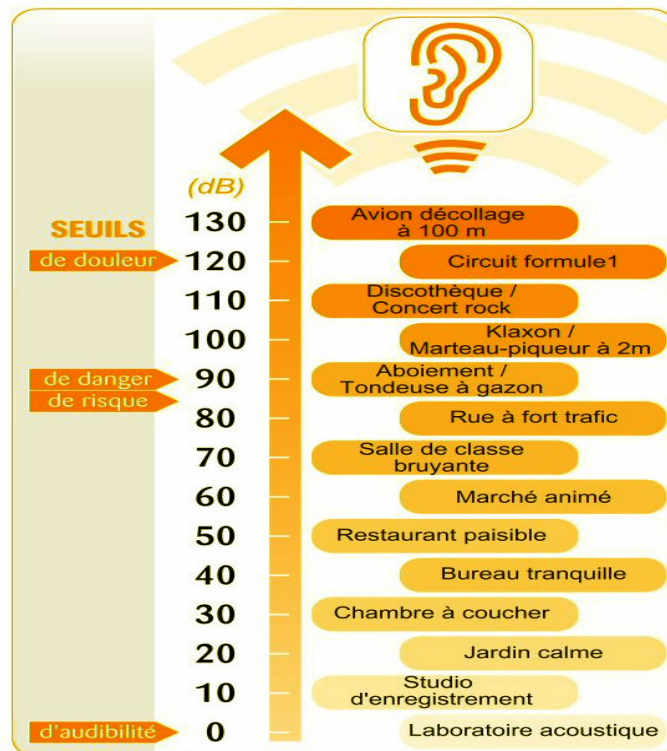 (dB)
SEUILS
130
Avion décollage
à 100 m
de douleur
120
Circuit formule1
110
Discothèque /
Concert rock
100
Klaxon /
Marteau-piqueur à 2m
de danger
90
Aboiement /
Tondeuse à gazon
de risque
80
Rue à fort trafic
70
Salle de classe
bruyante
60
Marché animé
50
Restaurant paisible
40
Bureau tranquille
30
Chambre à coucher
20
Jardin calme
10
Studio
d'enregistrement
d'audibilité
0
Laboratoire acoustique